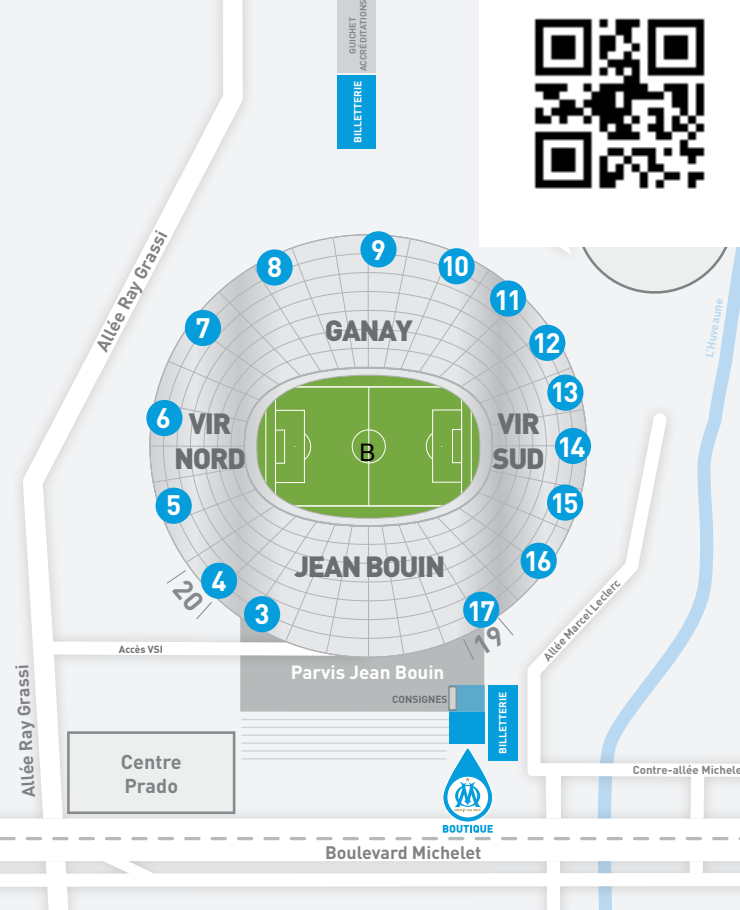 GUICHET
ACCRÉDITATIONS
BILLETTERIE
9
8
10
11
Allée Ray Grassi
7
GANAY
12
L'Huveaune
13
6
VIR
NORD
B
VIR
SUD
14
5
15
16
JEAN BOUIN
4
20
3
17
19
Allée Marcel Leclerc
Accès VSI
Parvis Jean Bouin
CONSIGNES
BILLETTERIE
Allée Ray Grassi
Centre
Prado
Contre-allée Michele
BOUTIQUE
Boulevard Michelet